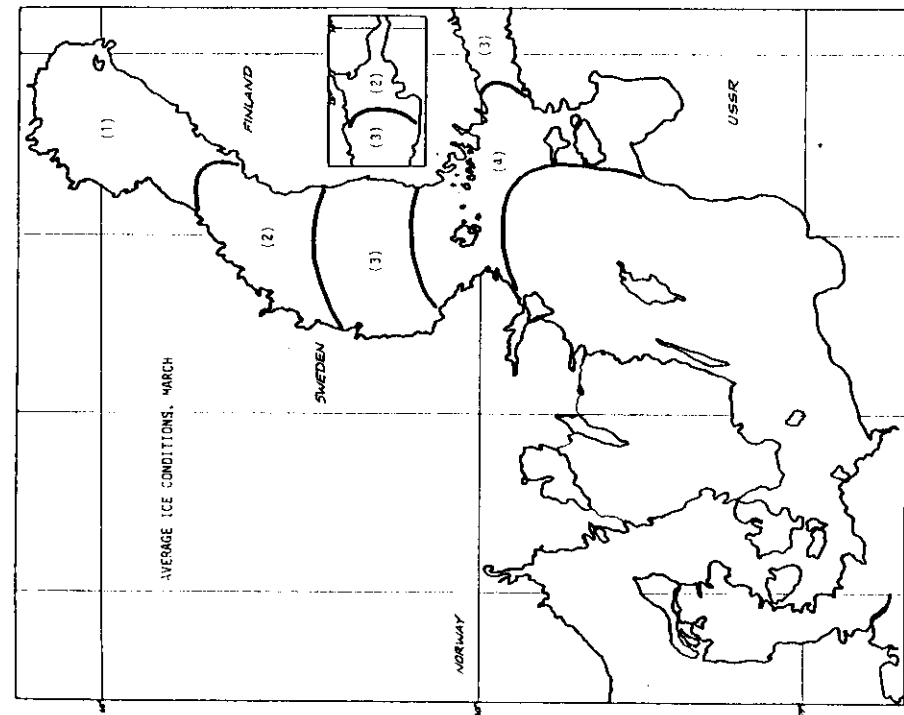 AVERAGE ICE CONDITIONS, MARCH
(1)
FINLAND
(2)
(3)
(2)
(3)
(3)
(4)
USSR
SWEDEN
NORWAY